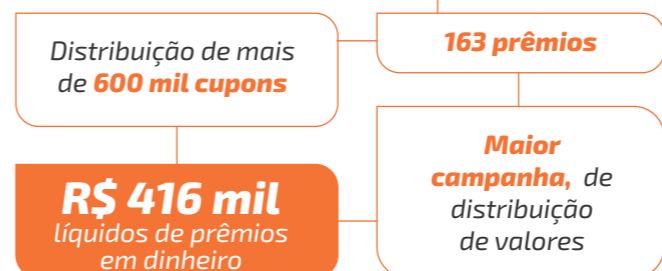 Distribuição de mais
de 600 mil cupons
163 prêmios
R$ 416 mil
líquidos de prêmios
em dinheiro
Maior
campanha, de
distribuição
de valores